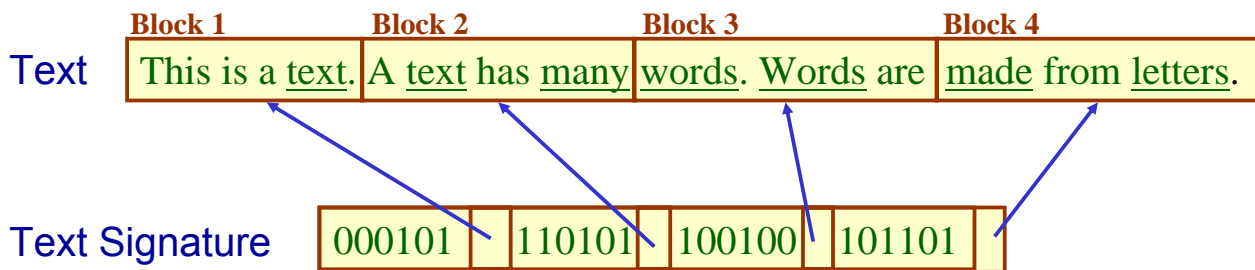 Block 1 Block 2 Block 3 Block 4
Text This is a text. A text has many words. Words are made from letters.
Text Signature 000101 110101 100100 101101